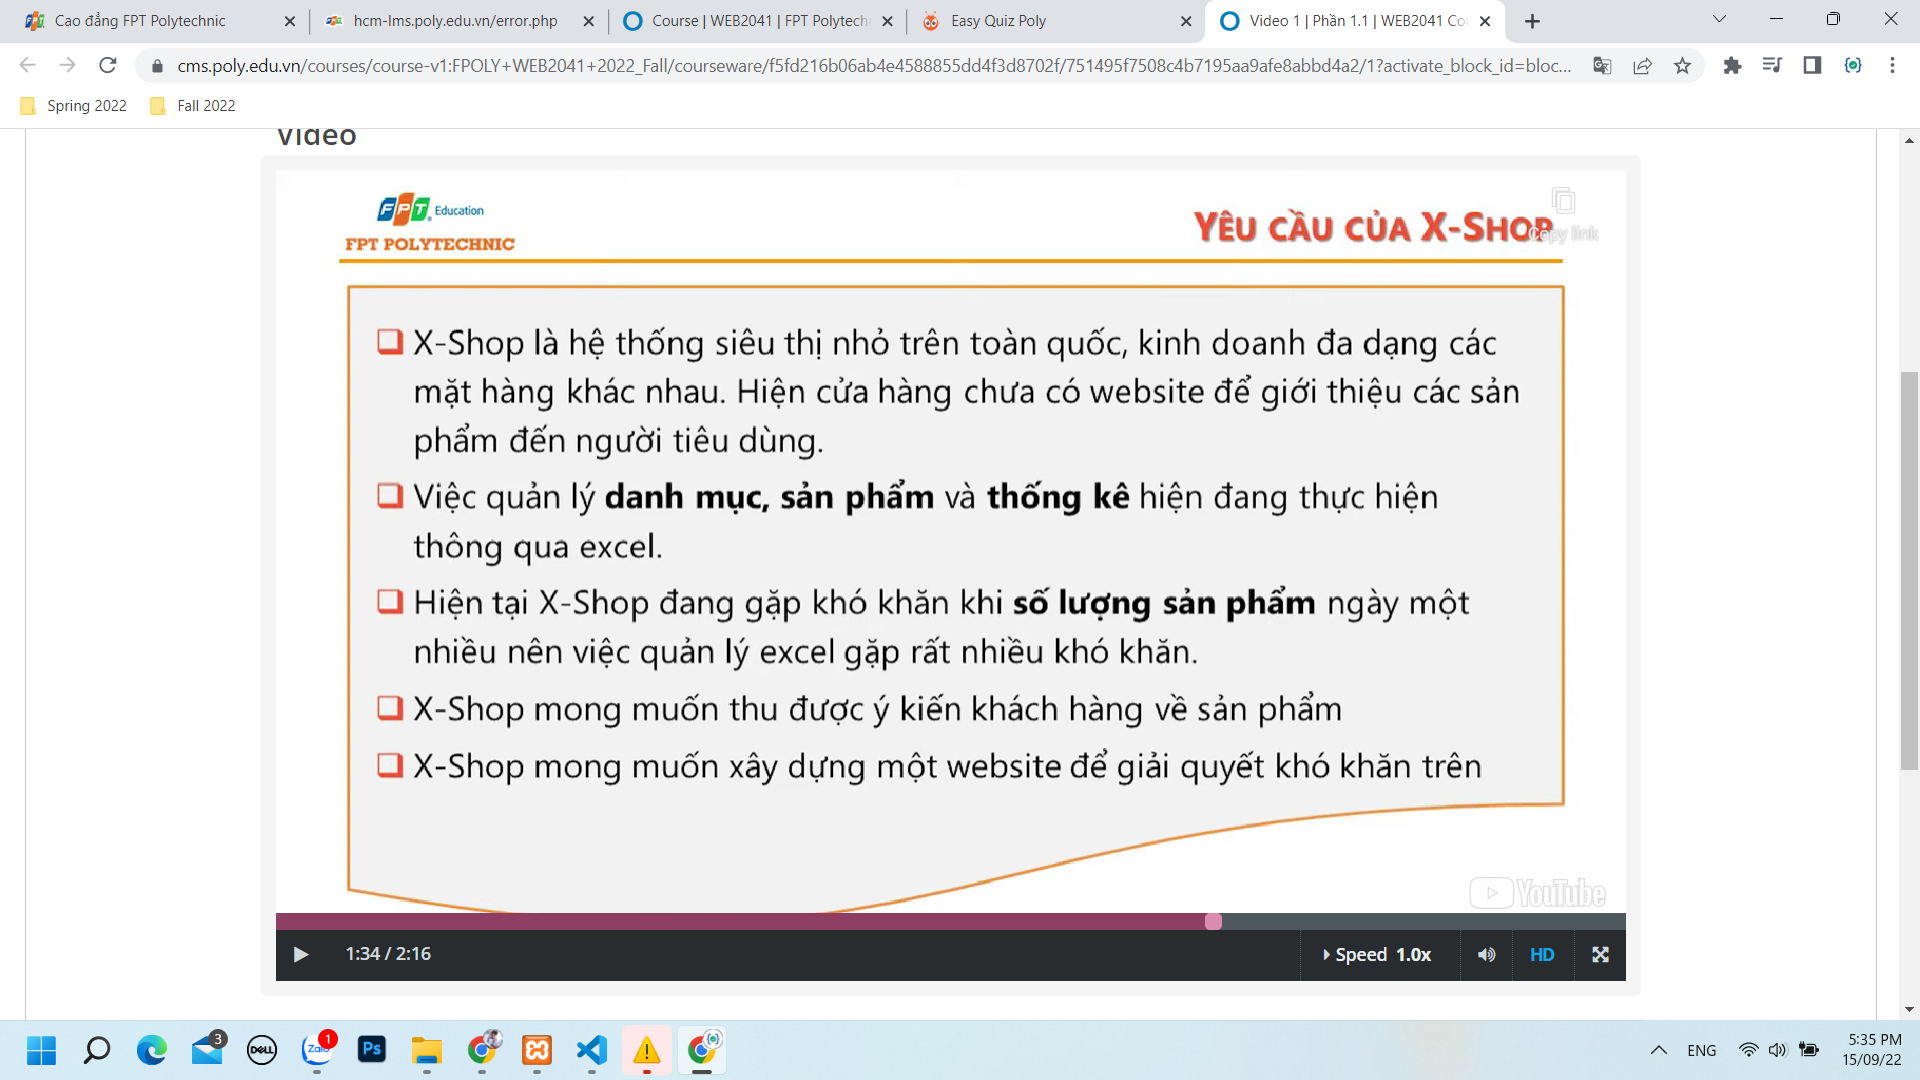 Cao đẳng FPT Polytechnic
hcm-lms.poly.edu.vn/error.php
Course | WEB2041 | FPT Polytech
Easy Quiz Poly
Video 1 | Phần 1.1 | WEB2041 Co
cms.poly.edu.vn/courses/course-v1:FPOLY+WEB2041+2022_Fall/courseware/f5fd216b06ab4e4588855dd4f3d8702f/751495f7508c4b7195aa9afe8abbd4a2/1?activate_block_id=bloc...
Spring 2022
Fall 2022
Video
FPT Education
FPT POLYTECHNIC
YÊU CẦU CỦA X-SHOP
Copy link
X-Shop là hệ thống siêu thị nhỏ trên toàn quốc, kinh doanh đa dạng các
mặt hàng khác nhau. Hiện cửa hàng chưa có website để giới thiệu các sản
phẩm đến người tiêu dùng.
Việc quản lý danh mục, sản phẩm và thống kê hiện đang thực hiện
thông qua excel.
Hiện tại X-Shop đang gặp khó khăn khi số lượng sản phẩm ngày một
nhiều nên việc quản lý excel gặp rất nhiều khó khăn.
X-Shop mong muốn thu được ý kiến khách hàng về sản phẩm
X-Shop mong muốn xây dựng một website để giải quyết khó khăn trên
YouTube
1:34 / 2:16
Speed 1.0x
HD
3
DELL
Zalo
1
Ps
ENG
5:35 PM
15/09/22